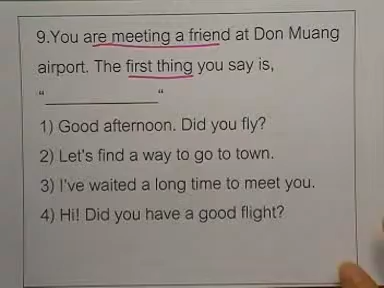 9.You are meeting a friend at Don Muang
airport. The first thing you say is,
“____________“
1) Good afternoon. Did you fly?
2) Let's find a way to go to town.
3) I've waited a long time to meet you.
4) Hi! Did you have a good flight?